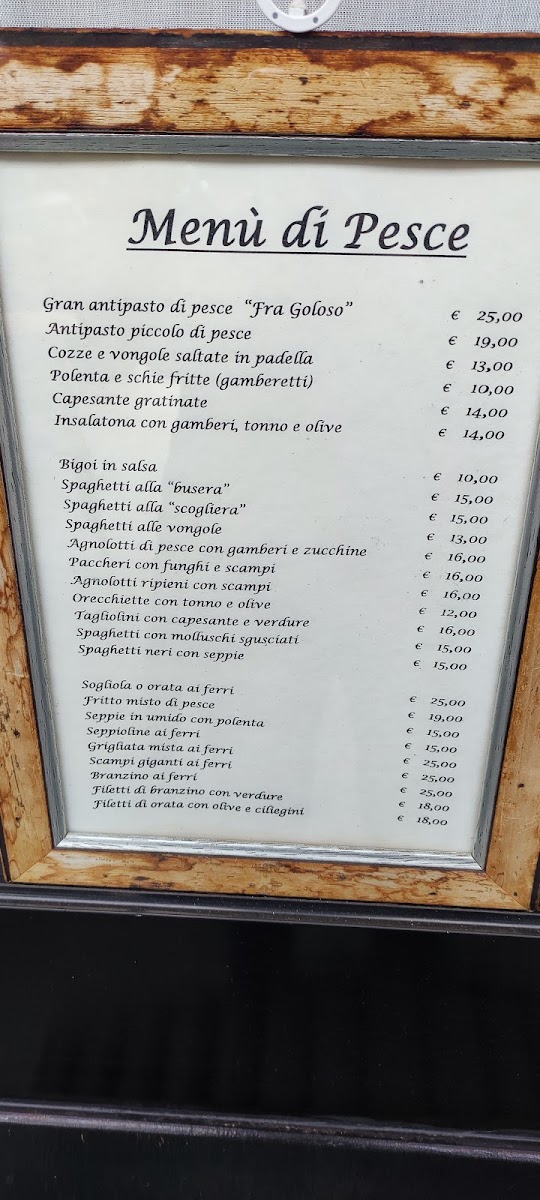 Menù di Pesce
Gran antipasto di pesce "Fra Goloso" € 25,00
Antipasto piccolo di pesce € 19,00
Cozze e vongole saltate in padella € 13,00
Polenta e schie fritte (gamberetti) € 10,00
Capesante gratinate € 14,00
Insalatona con gamberi, tonno e olive € 14,00
Bigoi in salsa € 10,00
Spaghetti alla "busera" € 15,00
Spaghetti alla "scogliera" € 15,00
Spaghetti alle vongole € 13,00
Agnolotti di pesce con gamberi e zucchine € 16,00
Paccheri con funghi e scampi € 16,00
Agnolotti ripieni con scampi € 16,00
Orecchiette con tonno e olive € 12,00
Tagliolini con capesante e verdure € 16,00
Spaghetti con molluschi sgusciati € 15,00
Spaghetti neri con seppie € 15,00
Sogliola o orata ai ferri € 25,00
Fritto misto di pesce € 19,00
Seppie in umido con polenta € 15,00
Seppioline ai ferri € 15,00
Grigliata mista ai ferri € 25,00
Scampi giganti ai ferri € 25,00
Branzino ai ferri € 25,00
Filetti di branzino con verdure € 18,00
Filetti di orata con olive e ciliegini € 18,00